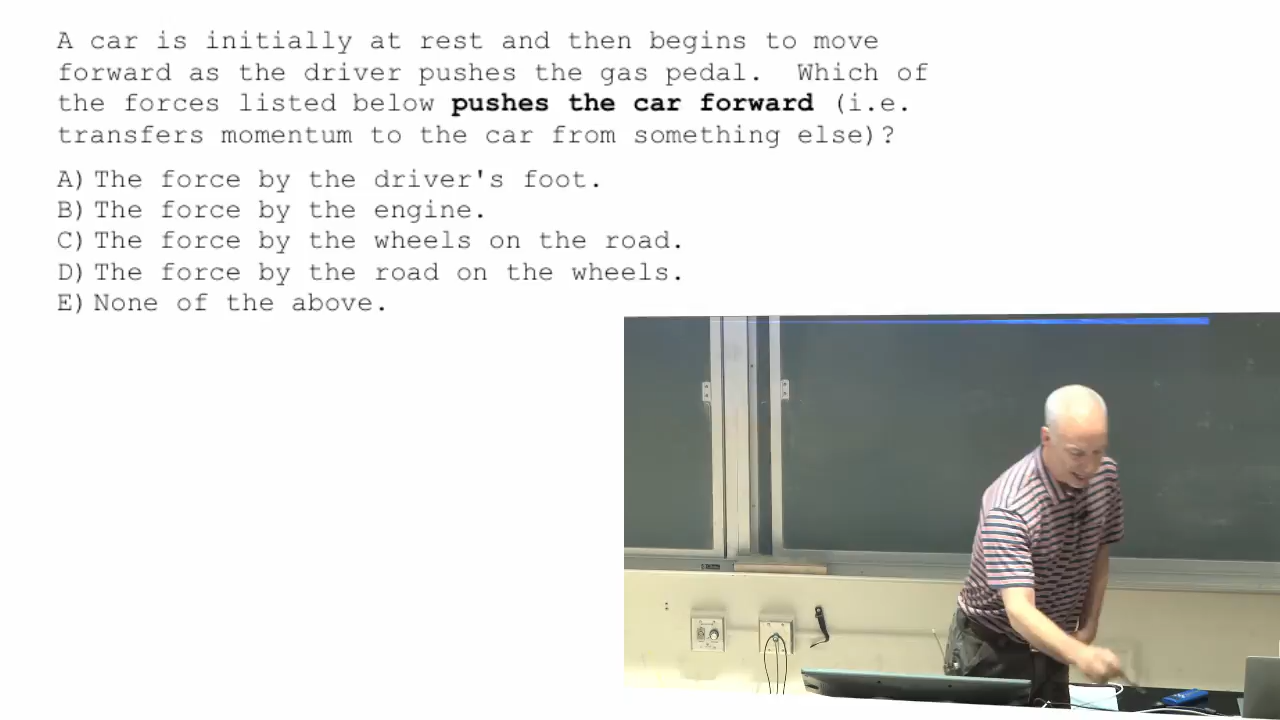 A car is initially at rest and then begins to move
forward as the driver pushes the gas pedal. Which of
the forces listed below pushes the car forward (i.e.
transfers momentum to the car from something else)?
A) The force by the driver's foot.
B) The force by the engine.
C) The force by the wheels on the road.
D) The force by the road on the wheels.
E) None of the above.